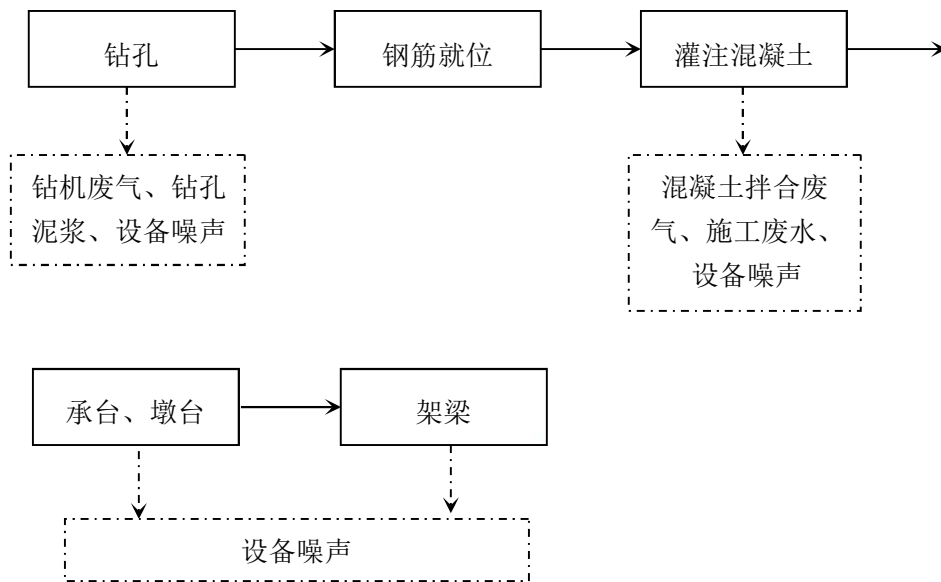 钻孔
钢筋就位
灌注混凝土
钻机废气、钻孔
泥浆、设备噪声
混凝土拌合废
气、施工废水、
设备噪声
承台、墩台
架梁
设备噪声